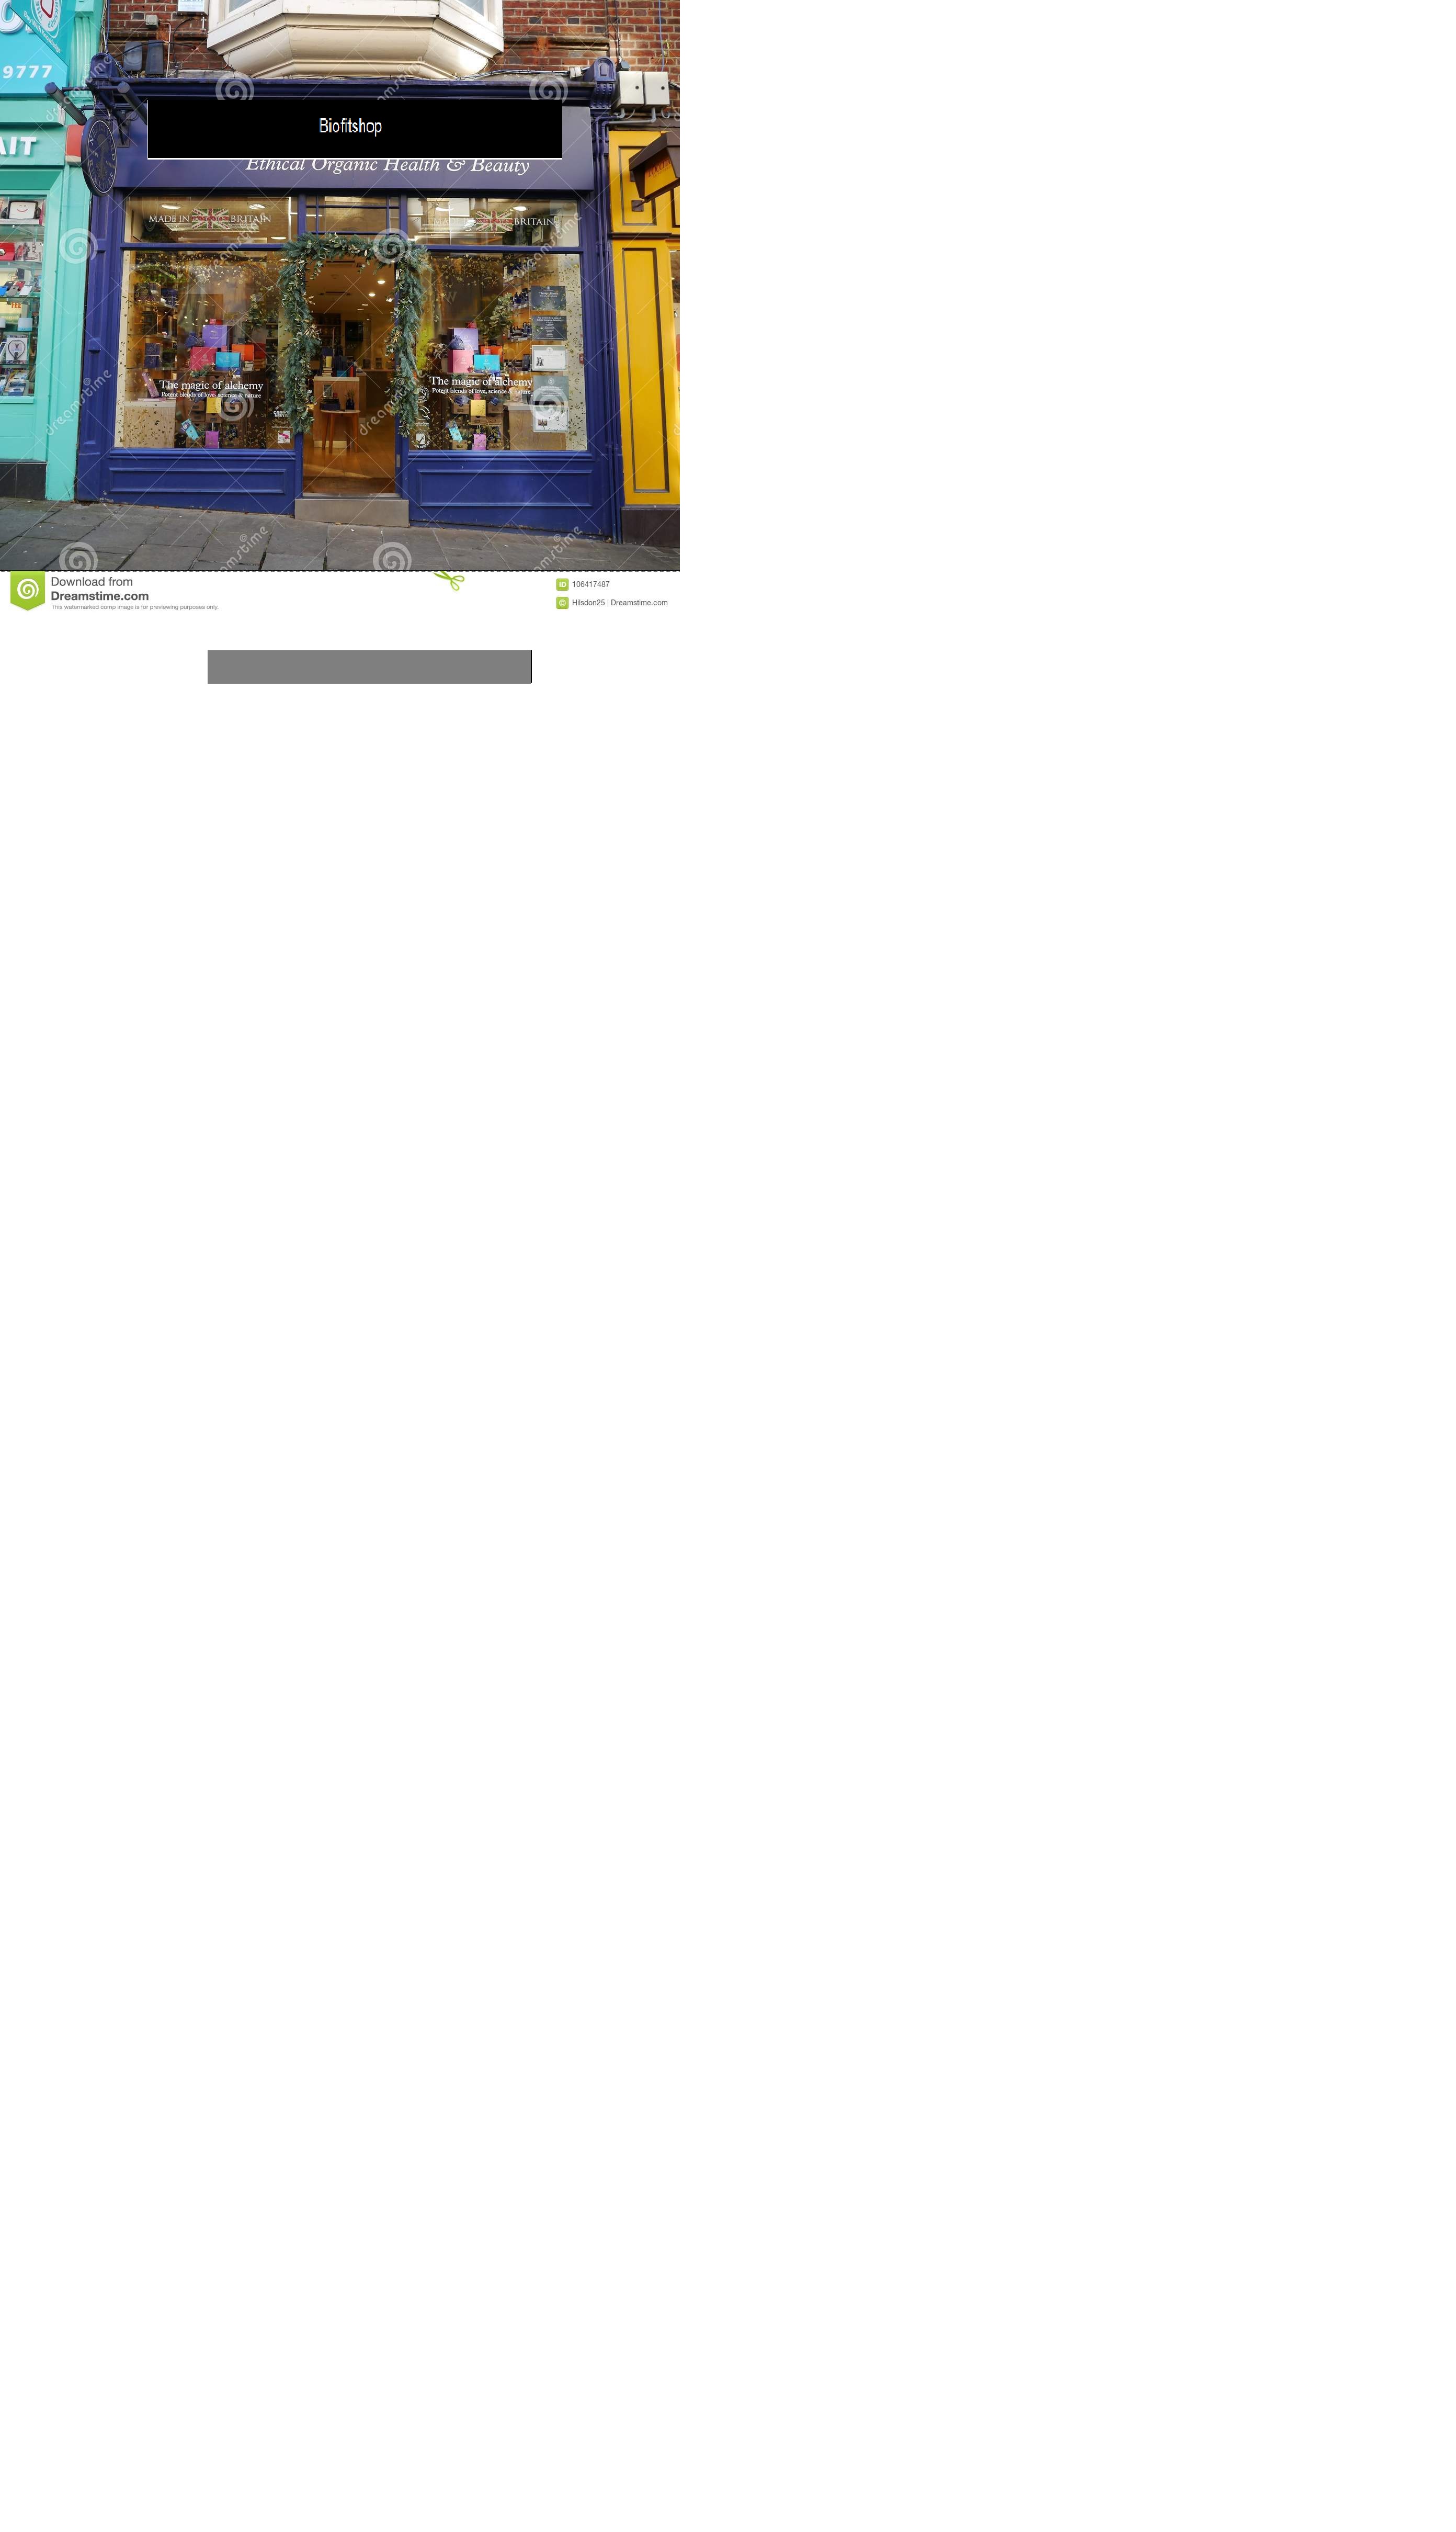 9777
AIT
Biofitshop
Ethical Organic Health & Beauty
MADE IN BRITAIN
BRITAIN
The magic of alchemy
Potent blends of love, science & nature
The magic of alchemy
Potent blends of love, science & nature
dreamstime
Download from
Dreamstime.com
This watermarked comp image is for previewing purposes only.
ID 106417487
© Hilsdon25 | Dreamstime.com